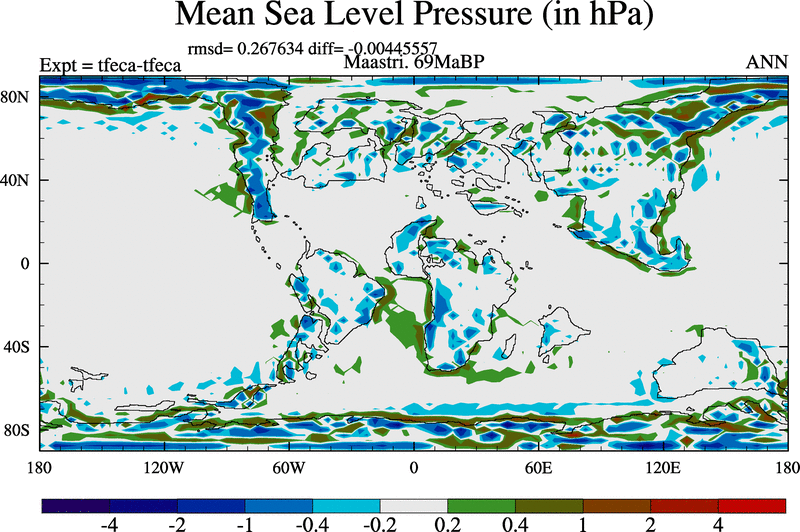 Mean Sea Level Pressure (in hPa)
rmsd= 0.267634 diff= -0.00445557
Expt = tfeca-tfeca Maastri. 69MaBP ANN
80N
40N
0
40S
80S
180 120W 60W 0 60E 120E 180
-4 -2 -1 -0.4 -0.2 0.2 0.4 1 2 4